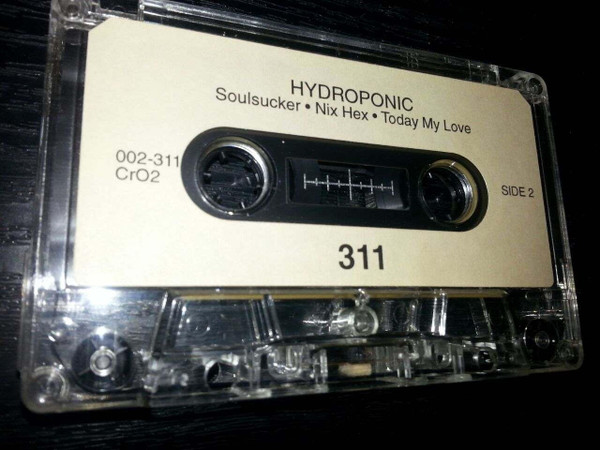 HYDROPONIC
Soulsucker • Nix Hex • Today My Love
002-311
CrO2
SIDE 2
311